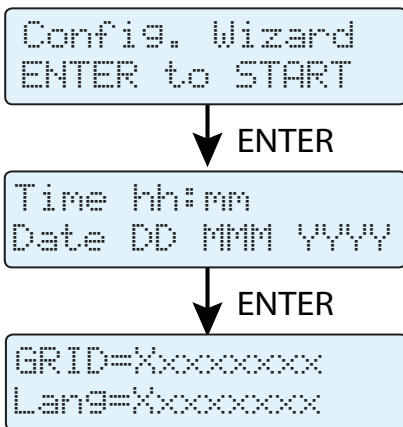 Config. Wizard
ENTER to START
ENTER
Time hh:mm
Date DD MMM YYYY
ENTER
GRID=Xxxxxxxx
Lang=Xxxxxxxx